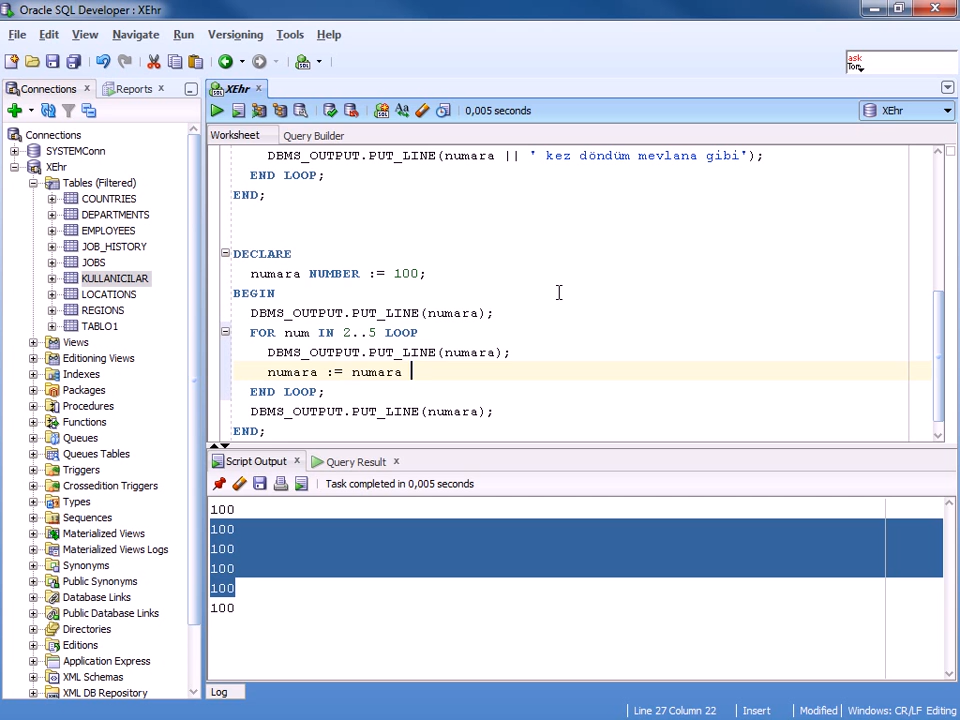 Oracle SQL Developer : XEhr
File Edit View Navigate Run Versioning Tools Help
ask
Tom
Connections
Reports
XEhr
0,005 seconds
XEhr
Worksheet
Query Builder
Connections
SYSTEMConn
XEhr
Tables (Filtered)
COUNTRIES
DEPARTMENTS
EMPLOYEES
JOB_HISTORY
JOBS
KULLANICILAR
LOCATIONS
REGIONS
TABLO1
Views
Editioning Views
Indexes
Packages
Procedures
Functions
Queues
Queues Tables
Triggers
Crossedition Triggers
Types
Sequences
Materialized Views
Materialized Views Logs
Synonyms
Public Synonyms
Database Links
Public Database Links
Directories
Editions
Application Express
XML Schemas
XML DB Repository
DBMS_OUTPUT.PUT_LINE(numara || ' kez döndüm mevlana gibi');
END LOOP;
END;
DECLARE
numara NUMBER := 100;
BEGIN
DBMS_OUTPUT.PUT_LINE(numara);
FOR num IN 2..5 LOOP
DBMS_OUTPUT.PUT_LINE(numara);
numara := numara
END LOOP;
DBMS_OUTPUT.PUT_LINE(numara);
END;
Script Output
Query Result
Task completed in 0,005 seconds
100
100
100
100
100
100
Log
Line 27 Column 22
Insert
Modified
Windows: CR/LF Editing